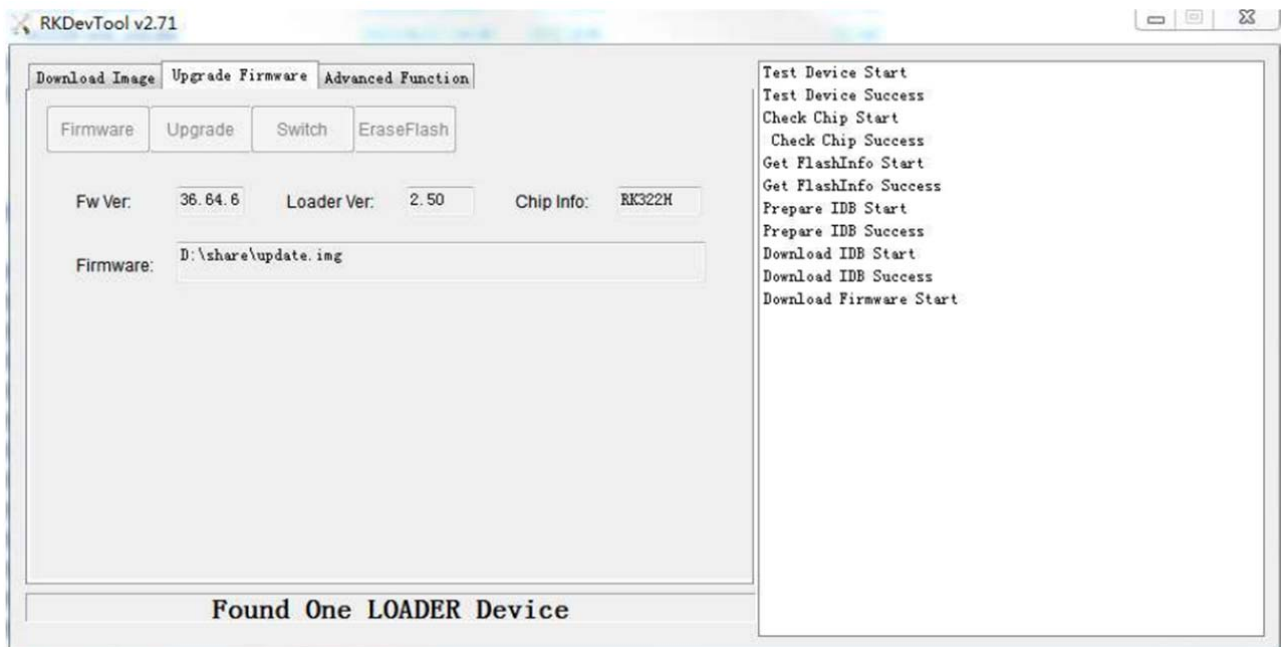 RKDevTool v2.71
Download Image Upgrade Firmware Advanced Function
Firmware Upgrade Switch EraseFlash
Fw Ver: 36.64.6 Loader Ver: 2.50 Chip Info: RK322H
Firmware: D:\share\update.img
Found One LOADER Device
Test Device Start
Test Device Success
Check Chip Start
Check Chip Success
Get FlashInfo Start
Get FlashInfo Success
Prepare IDB Start
Prepare IDB Success
Download IDB Start
Download IDB Success
Download Firmware Start